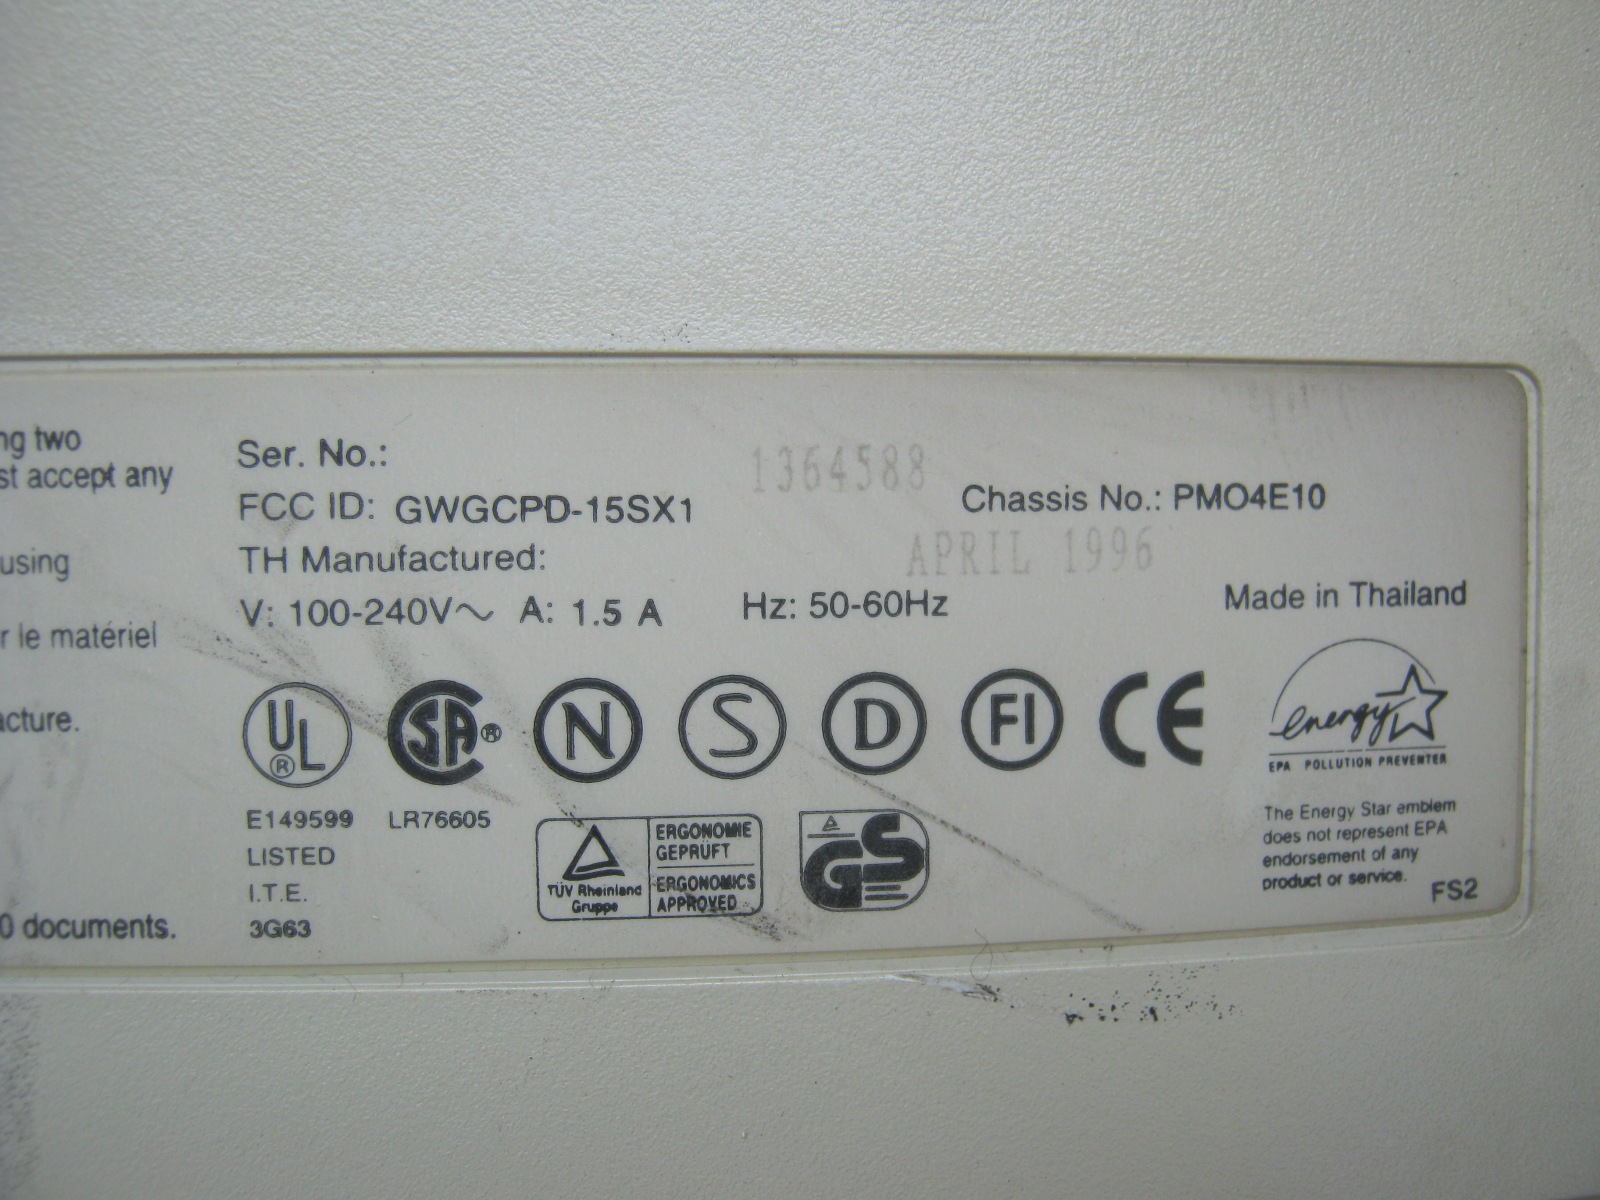 ng two
st accept any
using
r le matériel
acture.
0 documents.
Ser. No.: 1364588
FCC ID: GWGCPD-15SX1 Chassis No.: PMO4E10
TH Manufactured: APRIL 1996
V: 100-240V~ A: 1.5 A Hz: 50-60Hz Made in Thailand
UL ® SA ® N S D FI CE
energy
EPA POLLUTION PREVENTER
E149599 LR76605
LISTED
I.T.E.
3G63
TÜV Rheinland
Gruppe
ERGONOMIE
GEPRÜFT
ERGONOMICS
APPROVED
GS
The Energy Star emblem
does not represent EPA
endorsement of any
product or service.
FS2